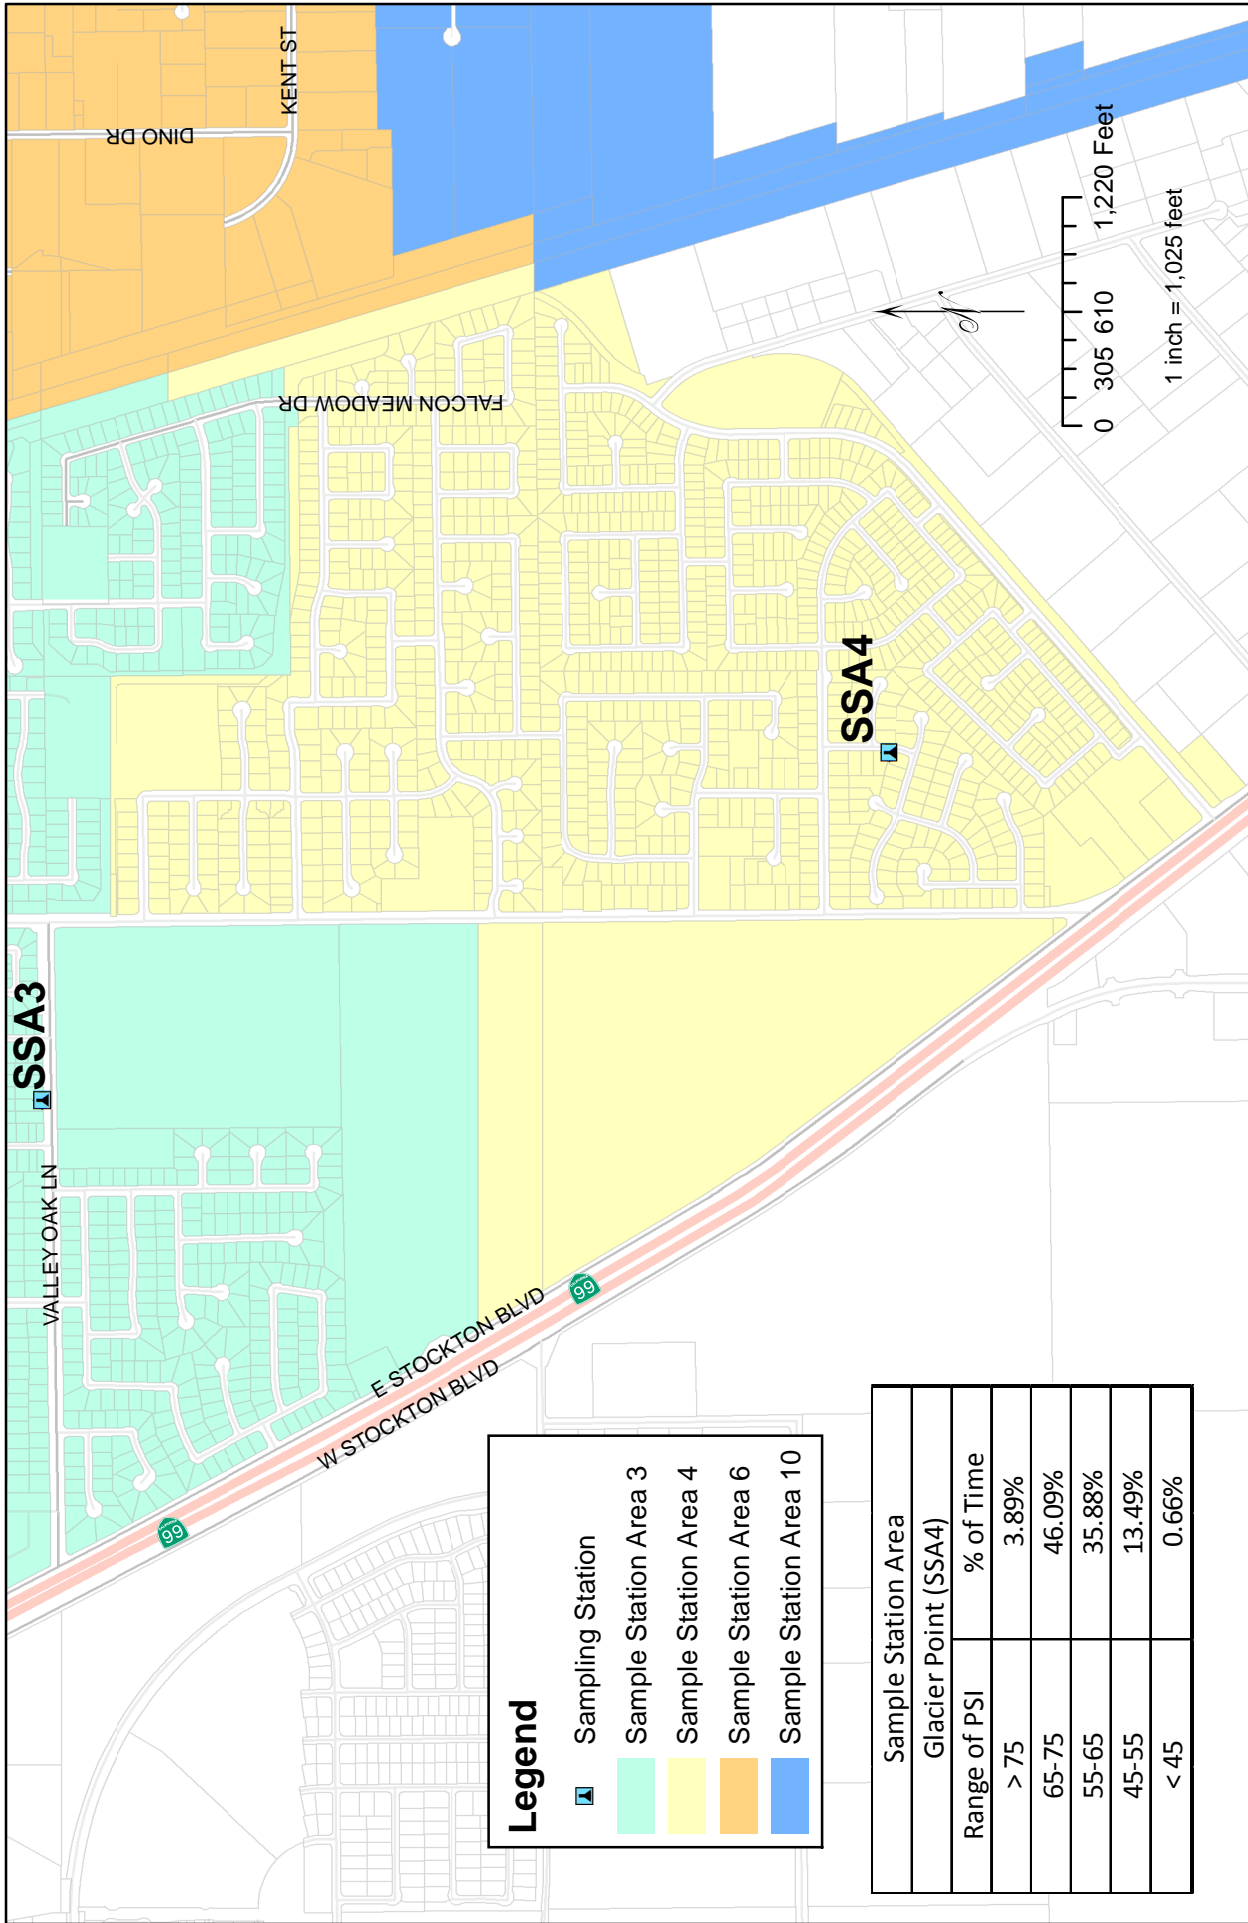 SSA3
VALLEY OAK LN
DINO DR
KENT ST
FALCON MEADOW DR
SSA4
E STOCKTON BLVD
W STOCKTON BLVD
99
99
N
0 305 610 1,220 Feet
1 inch = 1,025 feet
Legend
Sampling Station
Sample Station Area 3
Sample Station Area 4
Sample Station Area 6
Sample Station Area 10
Sample Station Area
Glacier Point (SSA4)
Range of PSI % of Time
> 75 3.89%
65-75 46.09%
55-65 35.88%
45-55 13.49%
< 45 0.66%